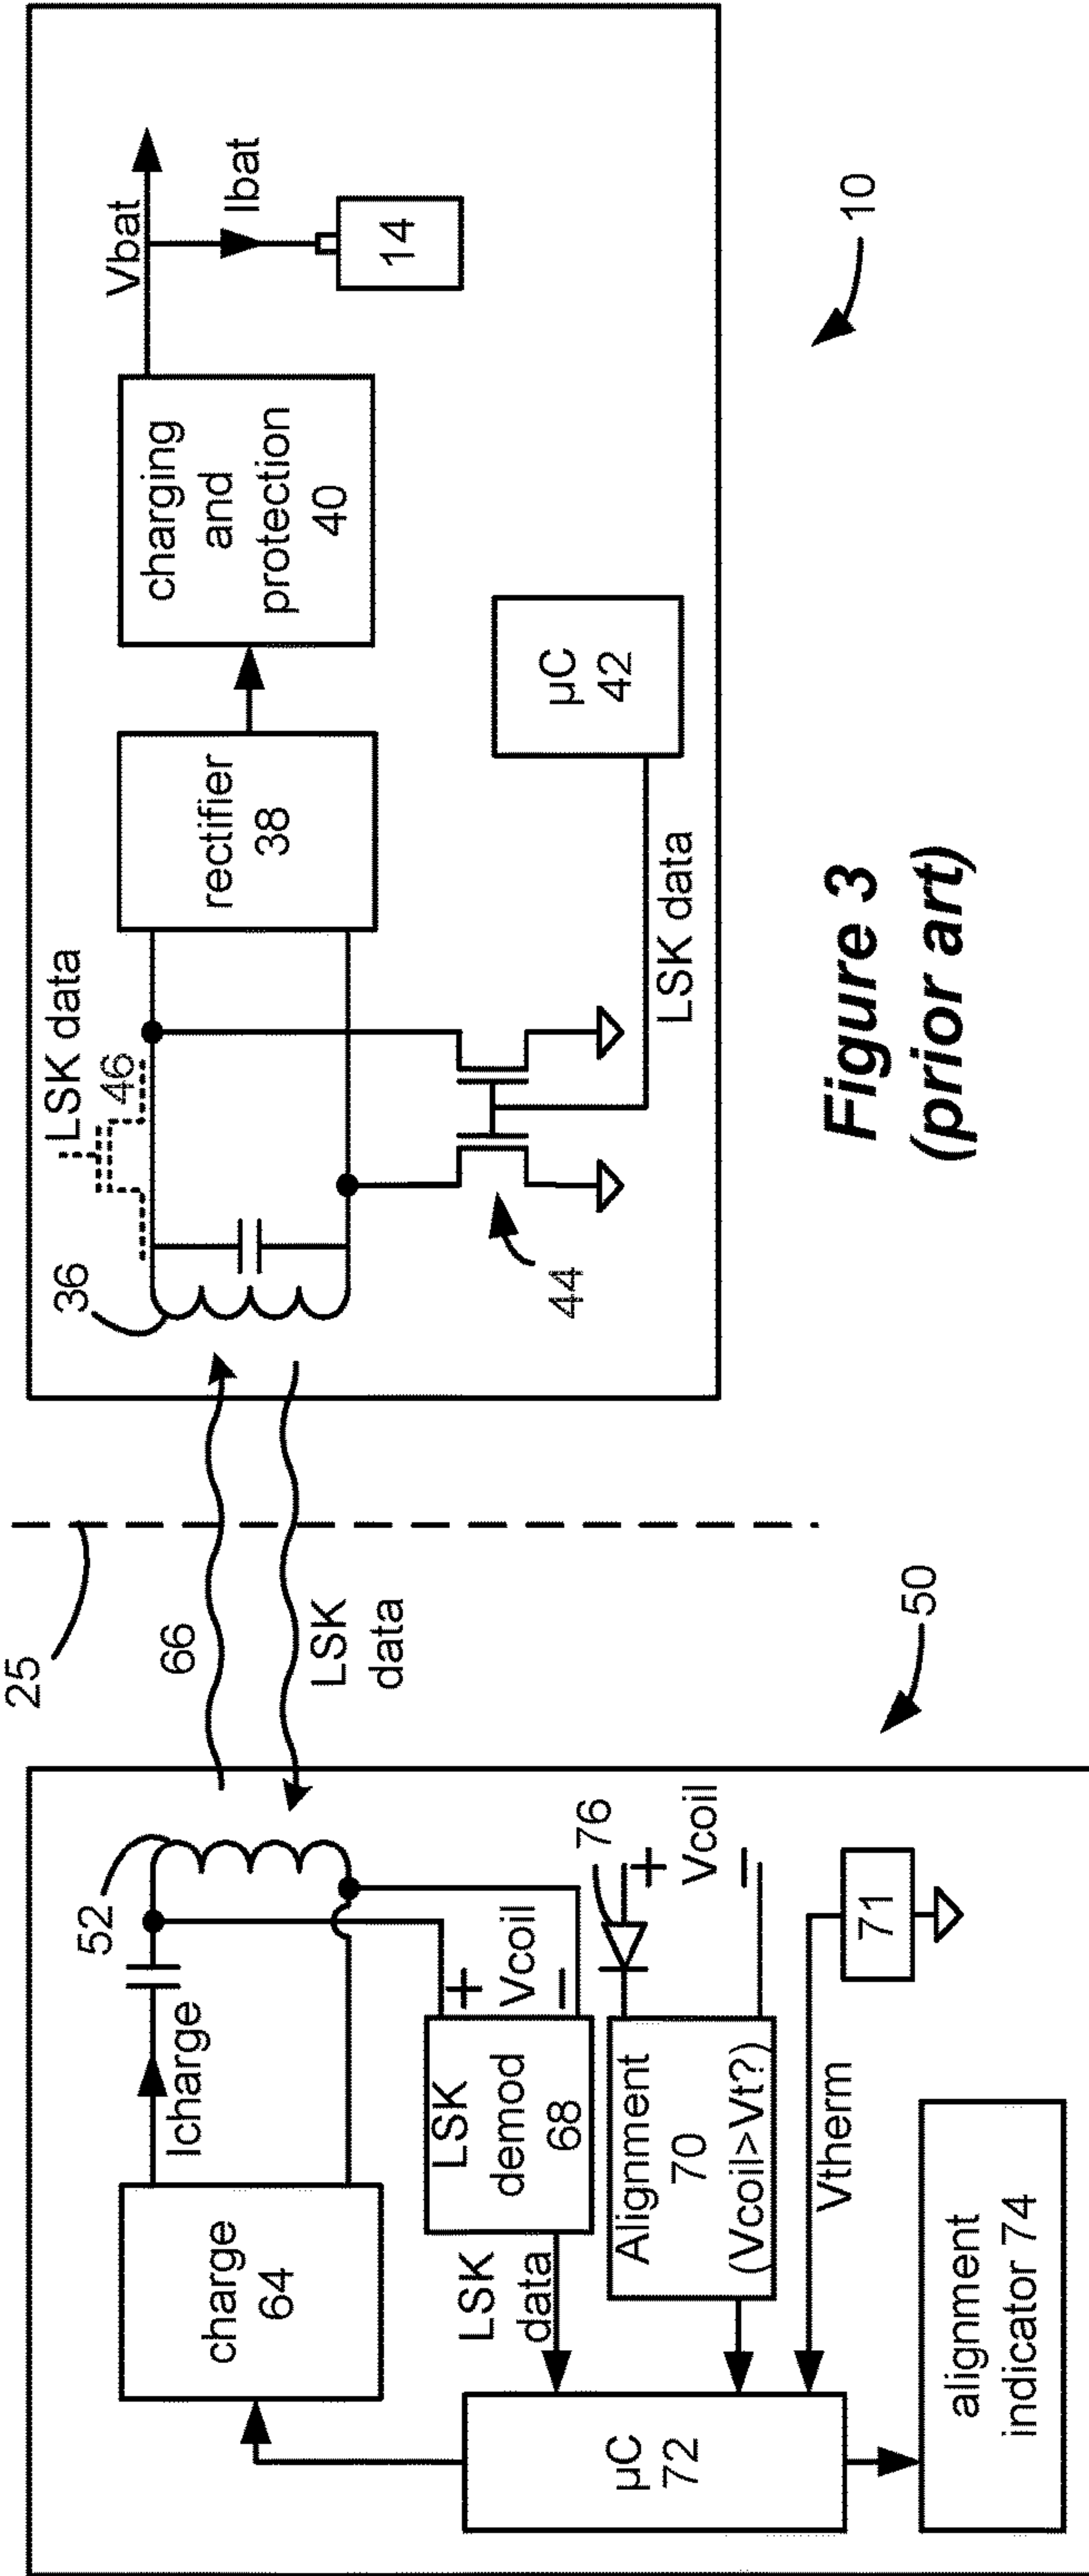 25
66
LSK
data
50
52
Icharge
charge
64
LSK
demod
68
+
Vcoil
−
LSK
data
76
+
Vcoil
−
Alignment
70
(Vcoil>Vt?)
µC
72
Vtherm
71
alignment
indicator 74
36
LSK data
46
rectifier
38
charging
and
protection
40
Vbat
Ibat
14
44
µC
42
LSK data
10
Figure 3
(prior art)